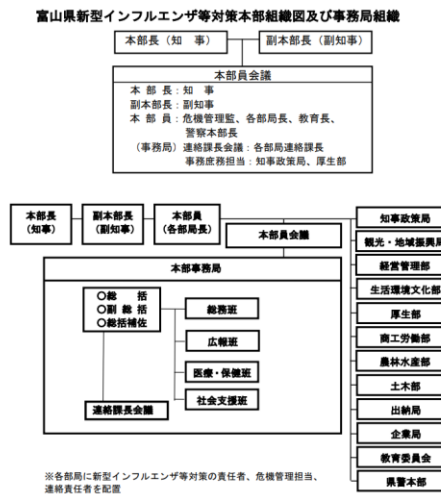 富山県新型インフルエンザ等対策本部組織図及び事務局組織
本部長（知　事）
副本部長（副知事）
本部員会議
本　部　長：知　事
副本部長：副知事
本　部　員：危機管理監、各部局長、教育長、
警察本部長
（事務局）連絡課長会議：各部局連絡課長
事務庶務担当：知事政策局、厚生部
本部長
（知事）
副本部長
（副知事）
本部員
（各部局長）
本部員会議
本部事務局
〇総　　括
〇副 総 括
〇総括補佐
連絡課長会議
総務班
広報班
医療・保健班
社会支援班
知事政策局
観光・地域振興局
経営管理部
生活環境文化部
厚生部
商工労働部
農林水産部
土木部
出納局
企業局
教育委員会
県警本部
※各部局に新型インフルエンザ等対策の責任者、危機管理担当、
連絡責任者を配置